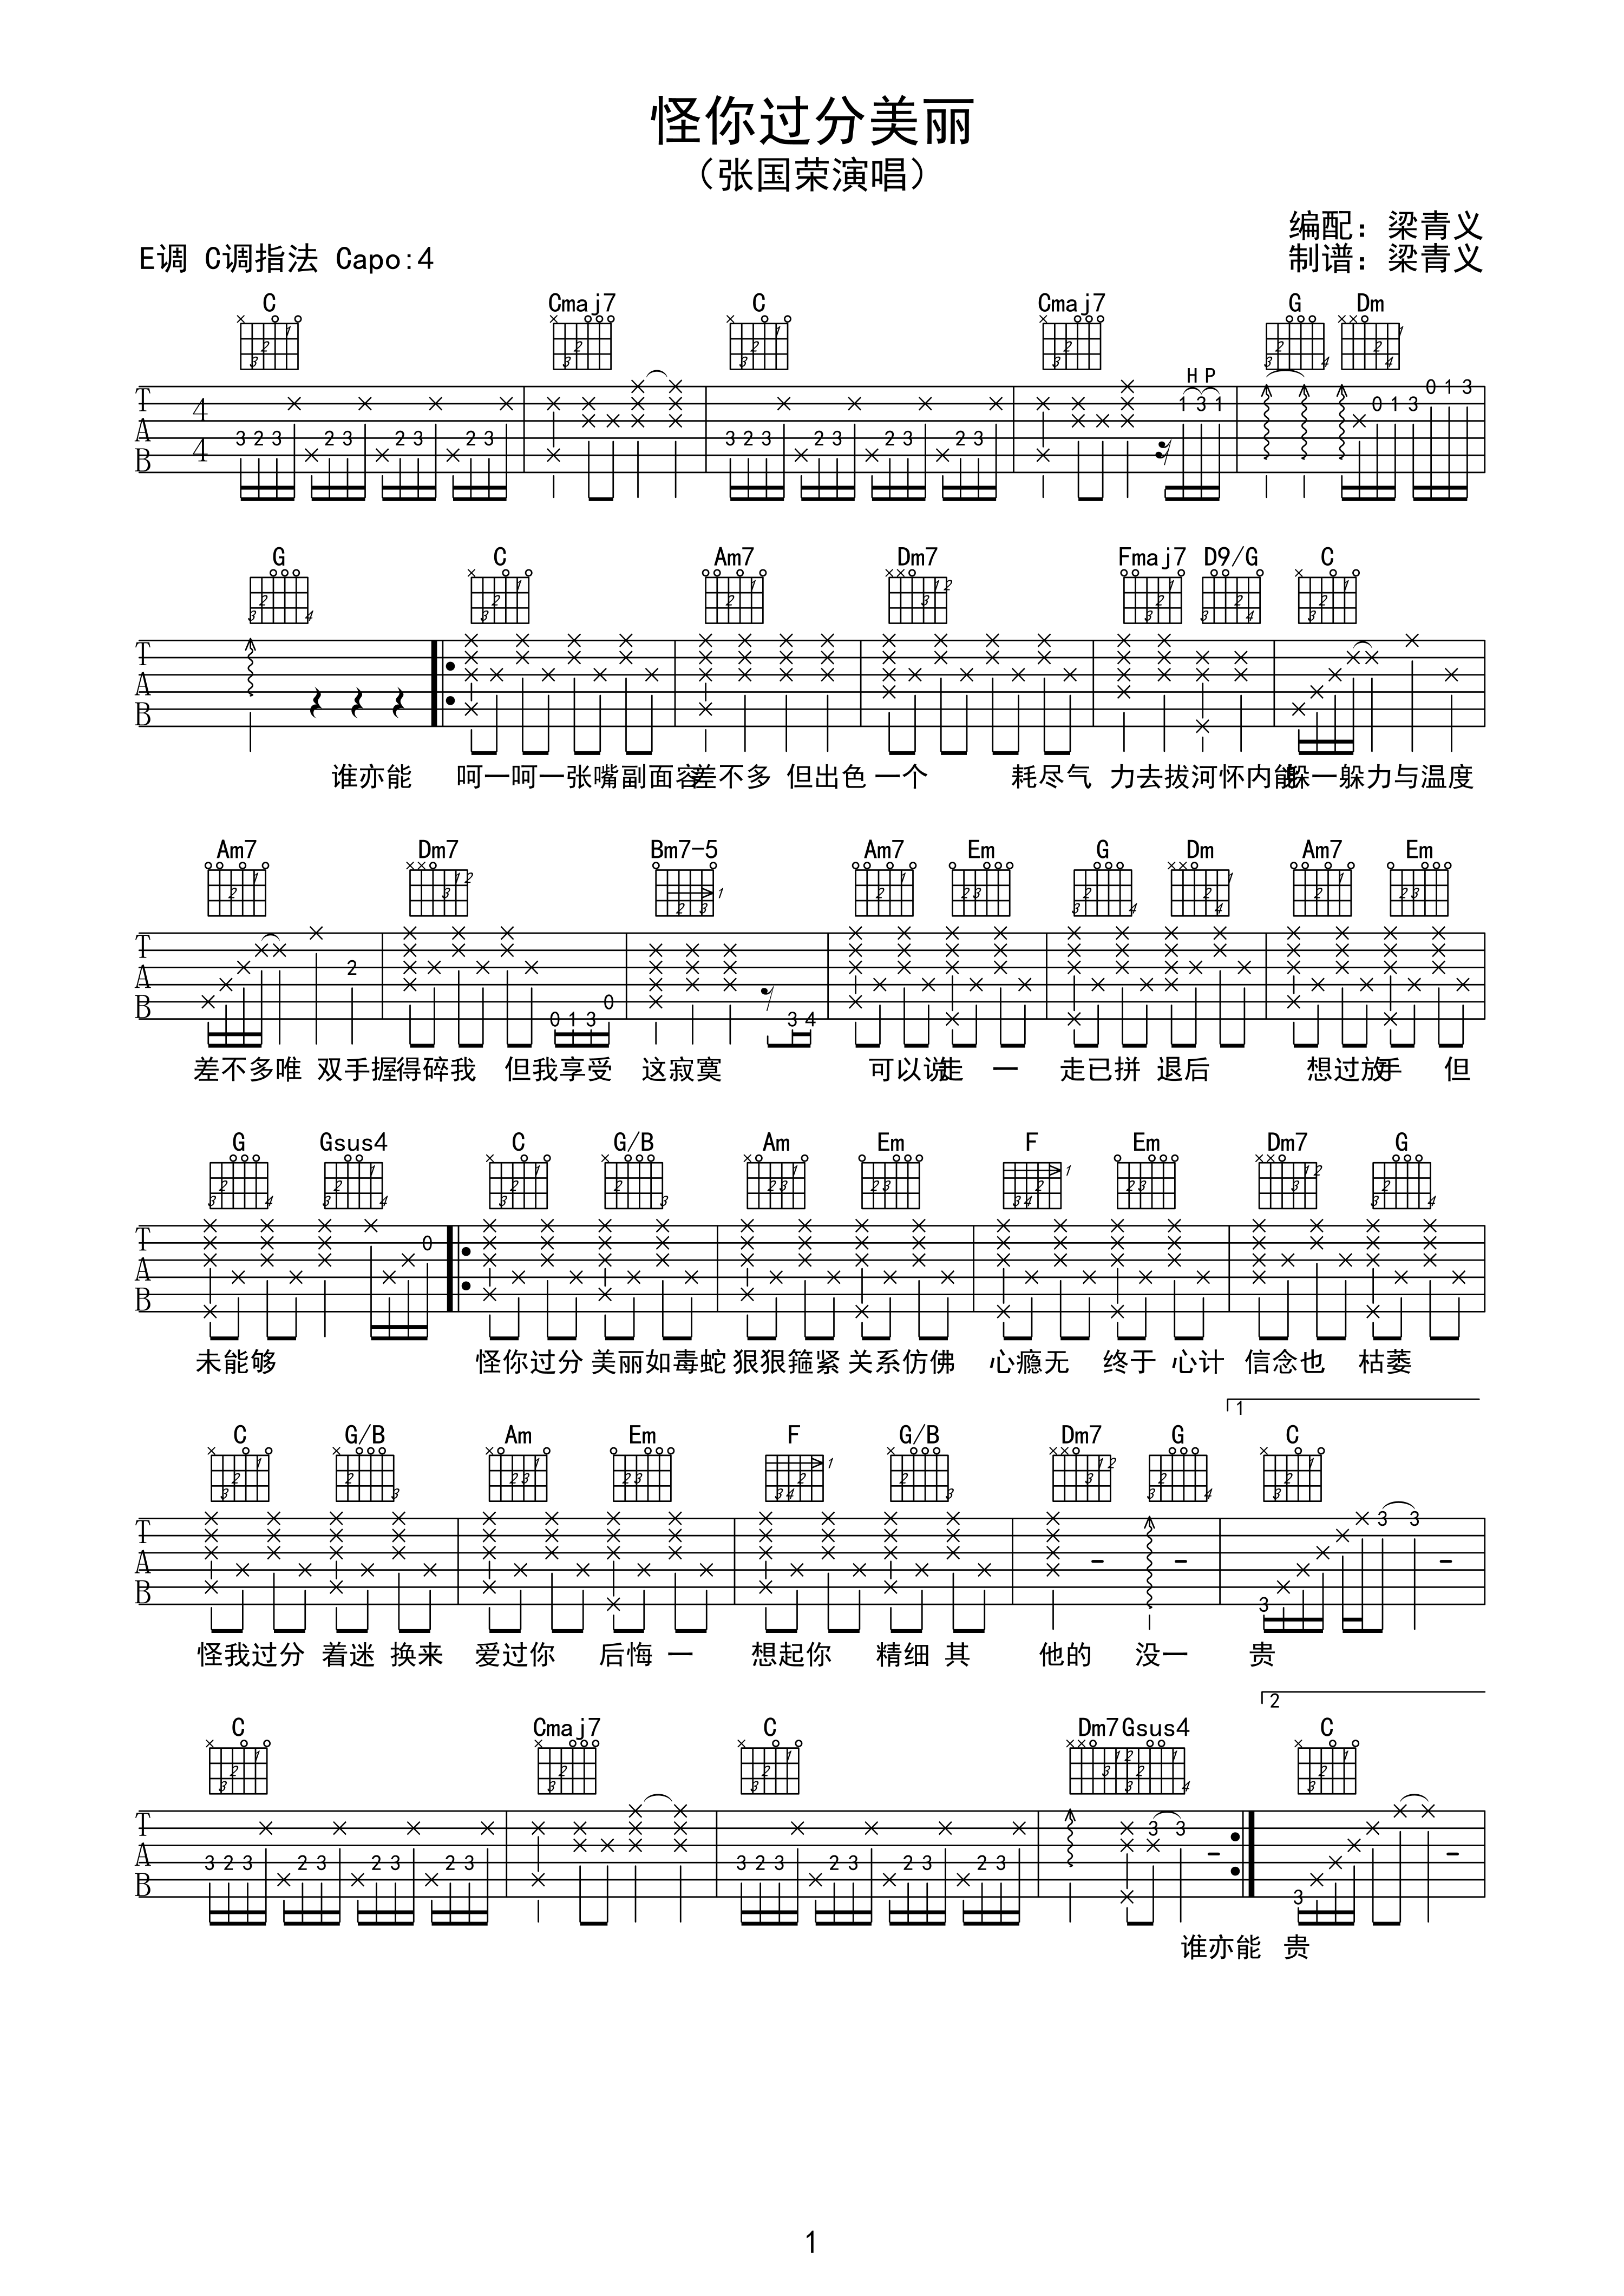 怪你过分美丽
(张国荣演唱)
编配：梁青义
E调 C调指法 Capo:4
制谱：梁青义
C Cmaj7 C Cmaj7 G Dm
H P
G C Am7 Dm7 Fmaj7 D9/G C
谁亦能 呵一呵一张嘴副面容差不多 但出色一个 耗尽气 力去拔河怀内能躲一躲力与温度
Am7 Dm7 Bm7-5 Am7 Em G Dm Am7 Em
差不多唯 双手握得碎我 但我享受 这寂寞 可以说走 一 走已拼 退后 想过放手 但
G Gsus4 C G/B Am Em F Em Dm7 G
未能够 怪你过分 美丽如毒蛇 狠狠箍紧 关系仿佛 心瘾无 终于 心计 信念也 枯萎
1
C G/B Am Em F G/B Dm7 G C
怪我过分 着迷 换来 爱过你 后悔 一 想起你 精细 其 他的 没一 贵
2
C Cmaj7 C Dm7 Gsus4 C
谁亦能 贵
1